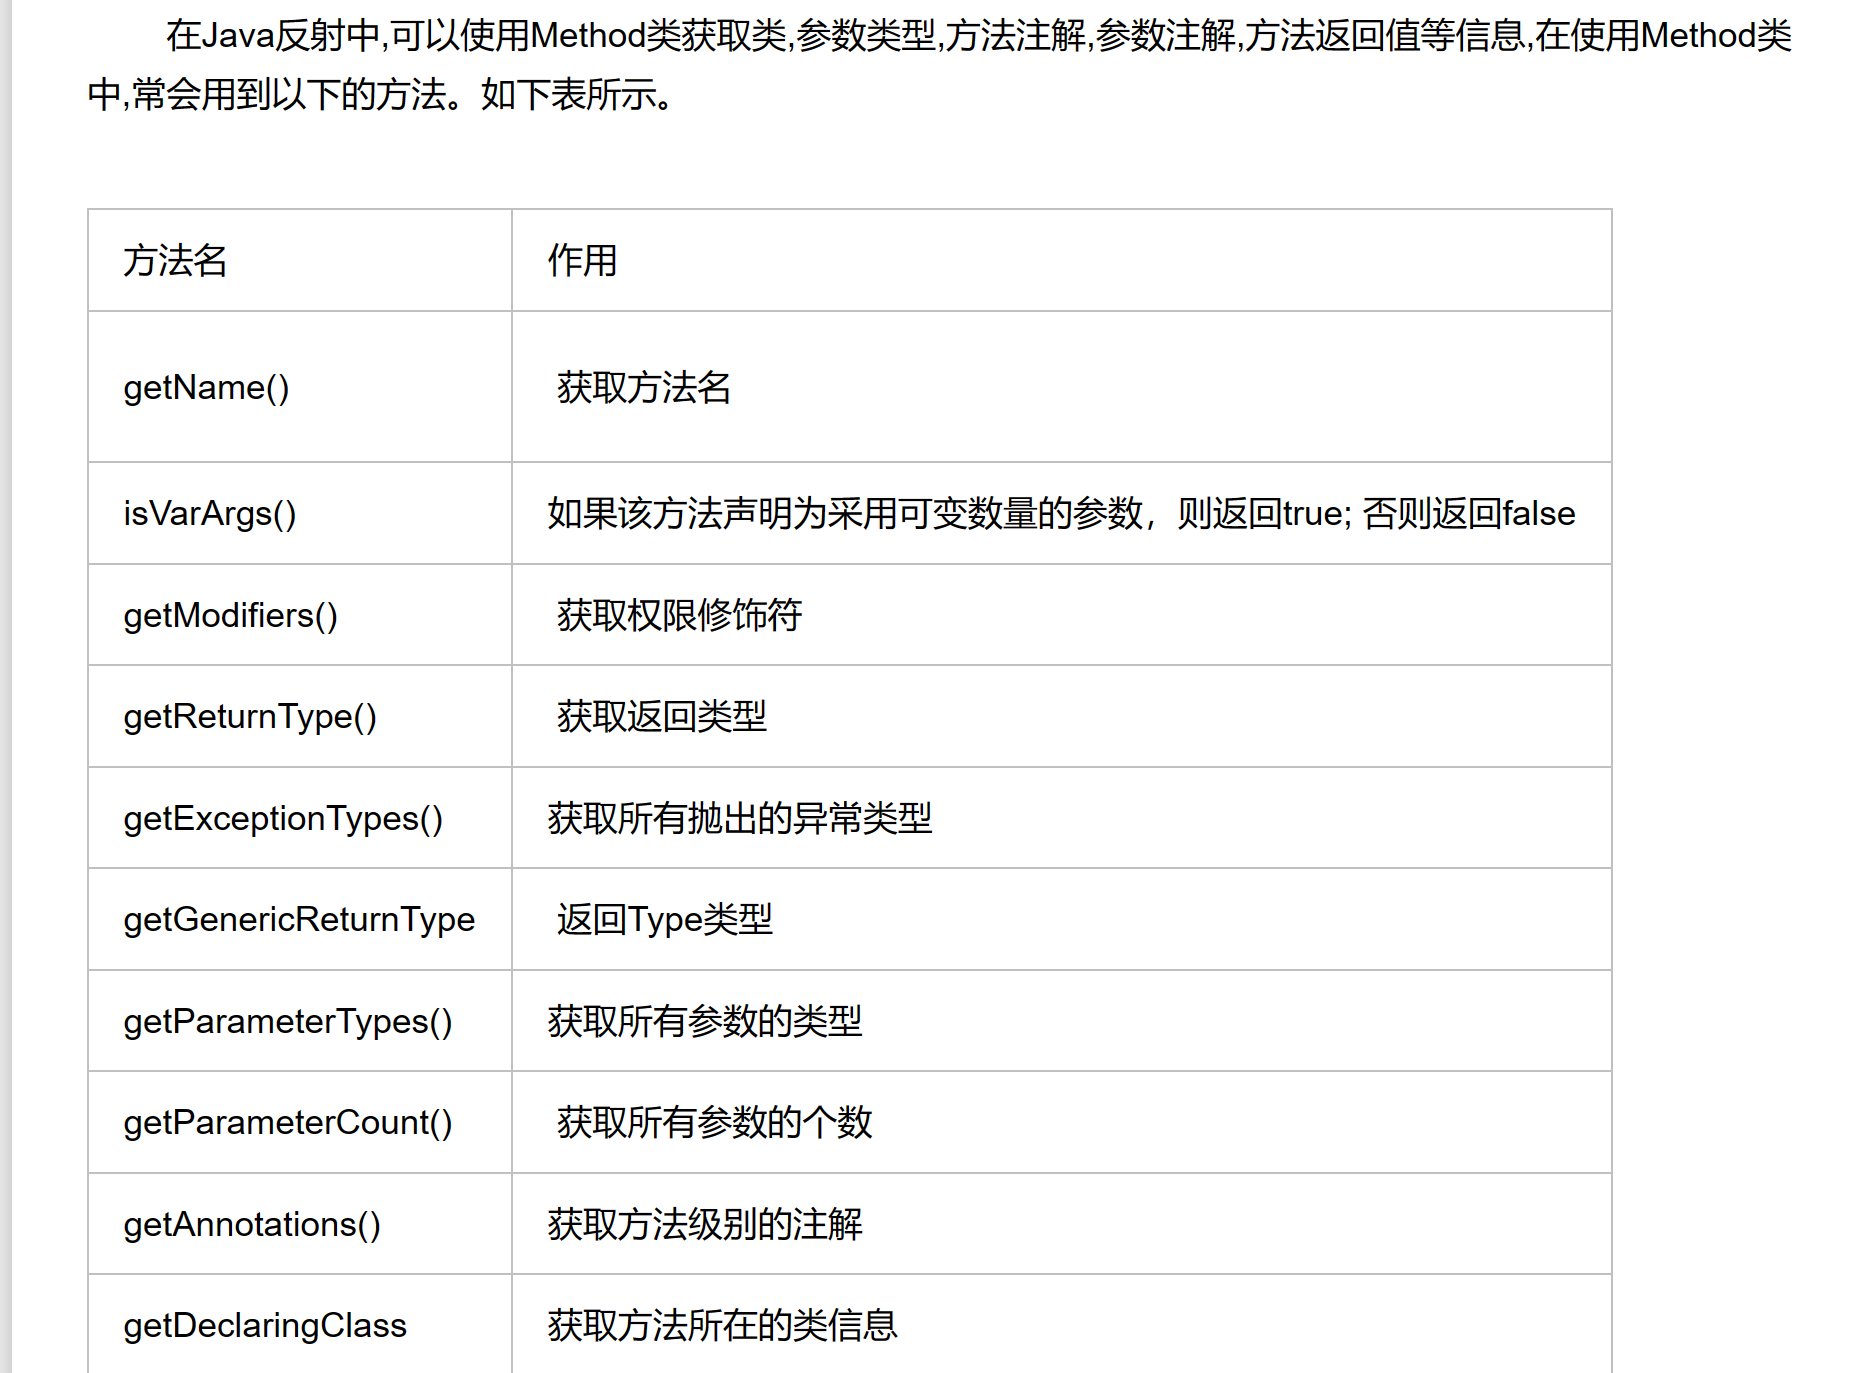 在Java反射中,可以使用Method类获取类,参数类型,方法注解,参数注解,方法返回值等信息,在使用Method类
中,常会用到以下的方法。如下表所示。
方法名 作用
getName() 获取方法名
isVarArgs() 如果该方法声明为采用可变数量的参数，则返回true; 否则返回false
getModifiers() 获取权限修饰符
getReturnType() 获取返回类型
getExceptionTypes() 获取所有抛出的异常类型
getGenericReturnType 返回Type类型
getParameterTypes() 获取所有参数的类型
getParameterCount() 获取所有参数的个数
getAnnotations() 获取方法级别的注解
getDeclaringClass 获取方法所在的类信息